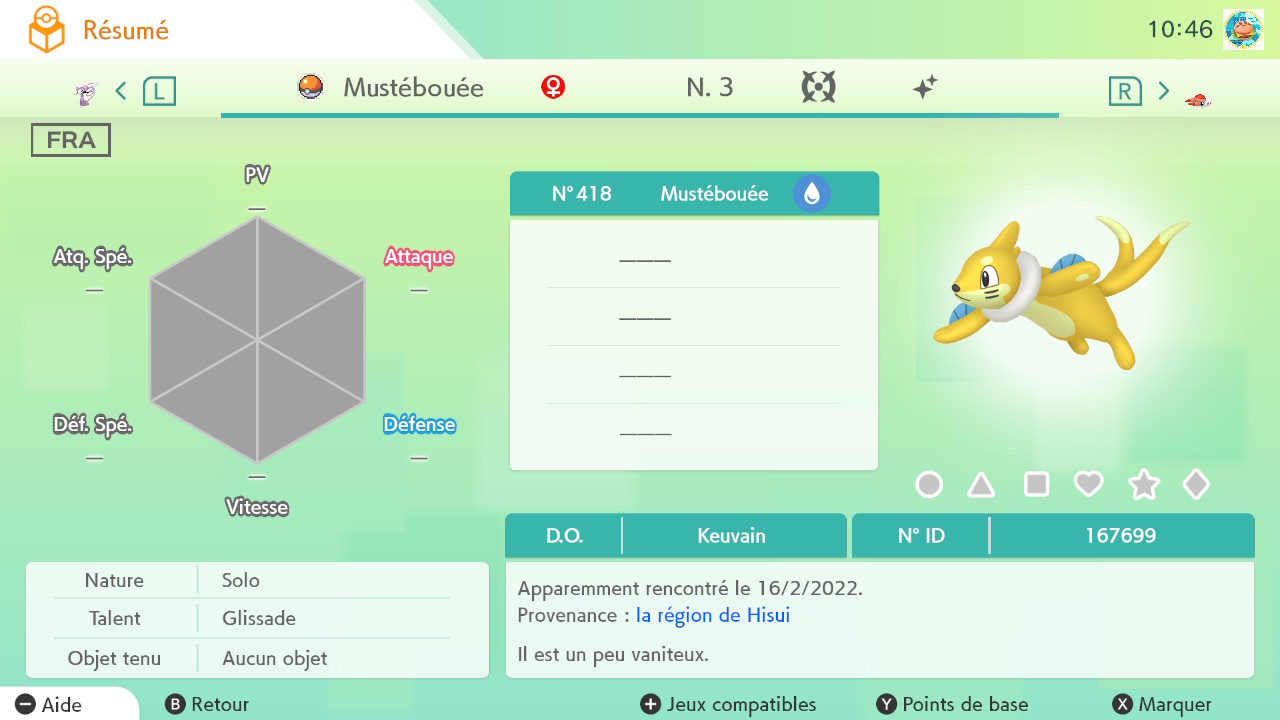 Résumé
10:46
L
Mustébouée
N. 3
R
FRA
PV
—
Atq. Spé.
—
Attaque
—
Déf. Spé.
—
Défense
—
—
Vitesse
N° 418 Mustébouée
———
———
———
———
D.O. Keuvain N° ID 167699
Nature Solo
Talent Glissade
Objet tenu Aucun objet
Apparemment rencontré le 16/2/2022.
Provenance : la région de Hisui
Il est un peu vaniteux.
Aide
B Retour
Jeux compatibles
Y Points de base
X Marquer